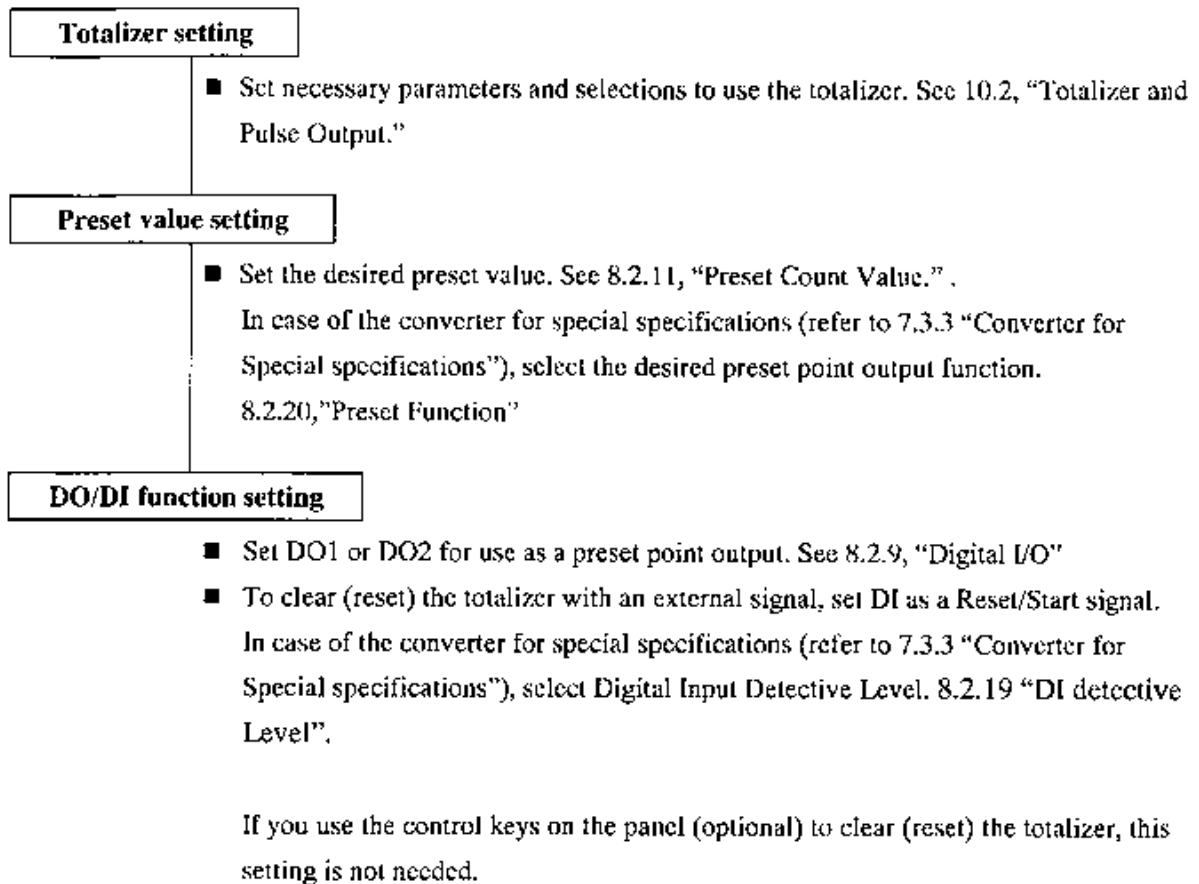 Totalizer setting
■ Set necessary parameters and selections to use the totalizer. See 10.2, “Totalizer and
Pulse Output.”
Preset value setting
■ Set the desired preset value. See 8.2.11, “Preset Count Value.” .
In case of the converter for special specifications (refer to 7.3.3 “Converter for
Special specifications”), select the desired preset point output function.
8.2.20,”Preset Function”
DO/DI function setting
■ Set DO1 or DO2 for use as a preset point output. See 8.2.9, “Digital I/O”
■ To clear (reset) the totalizer with an external signal, set DI as a Reset/Start signal.
In case of the converter for special specifications (refer to 7.3.3 “Converter for
Special specifications”), select Digital Input Detective Level. 8.2.19 “DI detective
Level”.
If you use the control keys on the panel (optional) to clear (reset) the totalizer, this
setting is not needed.